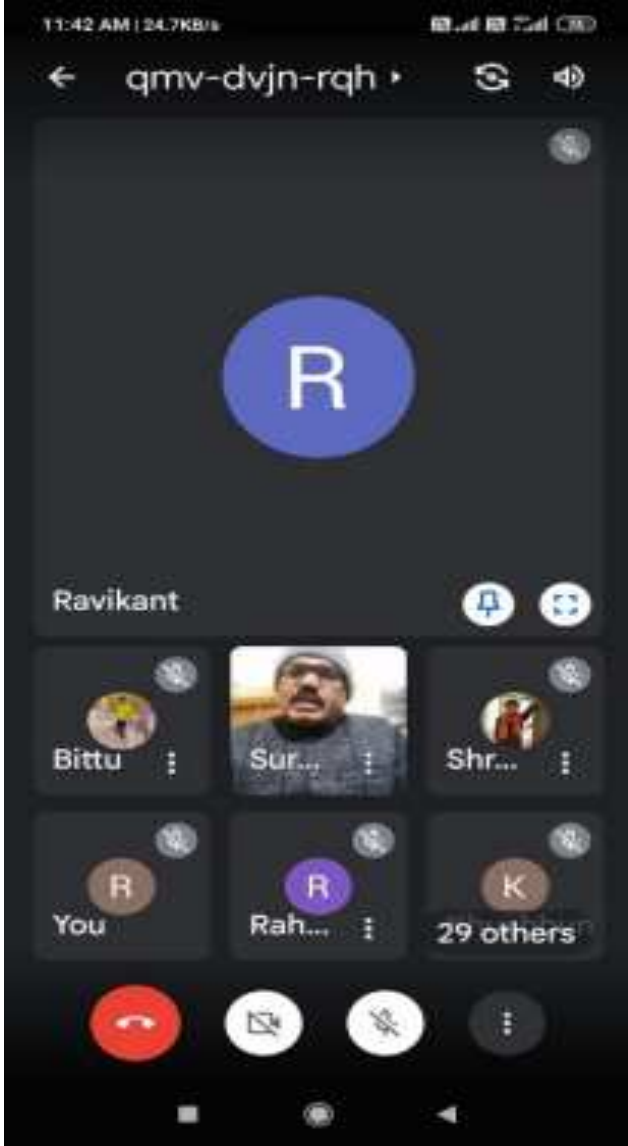 11:42 AM | 24.7KB/s
qmv-dvjn-rqh
R
Ravikant
Bittu
Sur...
Shr...
R
You
R
Rah...
K
29 others